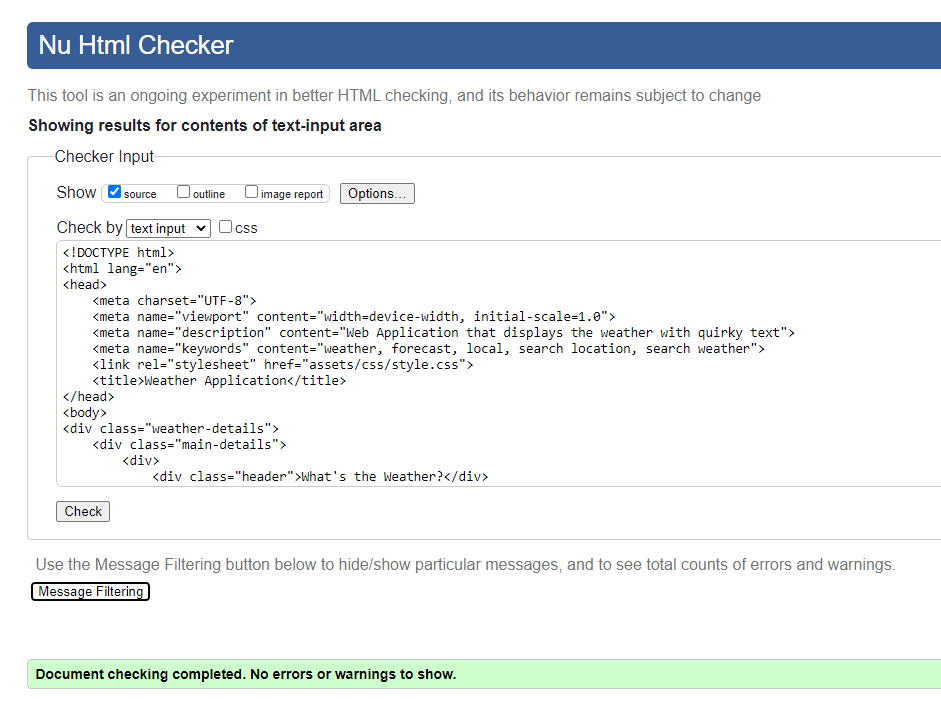 Nu Html Checker
This tool is an ongoing experiment in better HTML checking, and its behavior remains subject to change
Showing results for contents of text-input area
Checker Input
Show source outline image report Options...
Check by text input css
<!DOCTYPE html>
<html lang="en">
<head>
    <meta charset="UTF-8">
    <meta name="viewport" content="width=device-width, initial-scale=1.0">
    <meta name="description" content="Web Application that displays the weather with quirky text">
    <meta name="keywords" content="weather, forecast, local, search location, search weather">
    <link rel="stylesheet" href="assets/css/style.css">
    <title>Weather Application</title>
</head>
<body>
<div class="weather-details">
    <div class="main-details">
        <div>
            <div class="header">What's the Weather?</div>
Check
Use the Message Filtering button below to hide/show particular messages, and to see total counts of errors and warnings.
Message Filtering
Document checking completed. No errors or warnings to show.